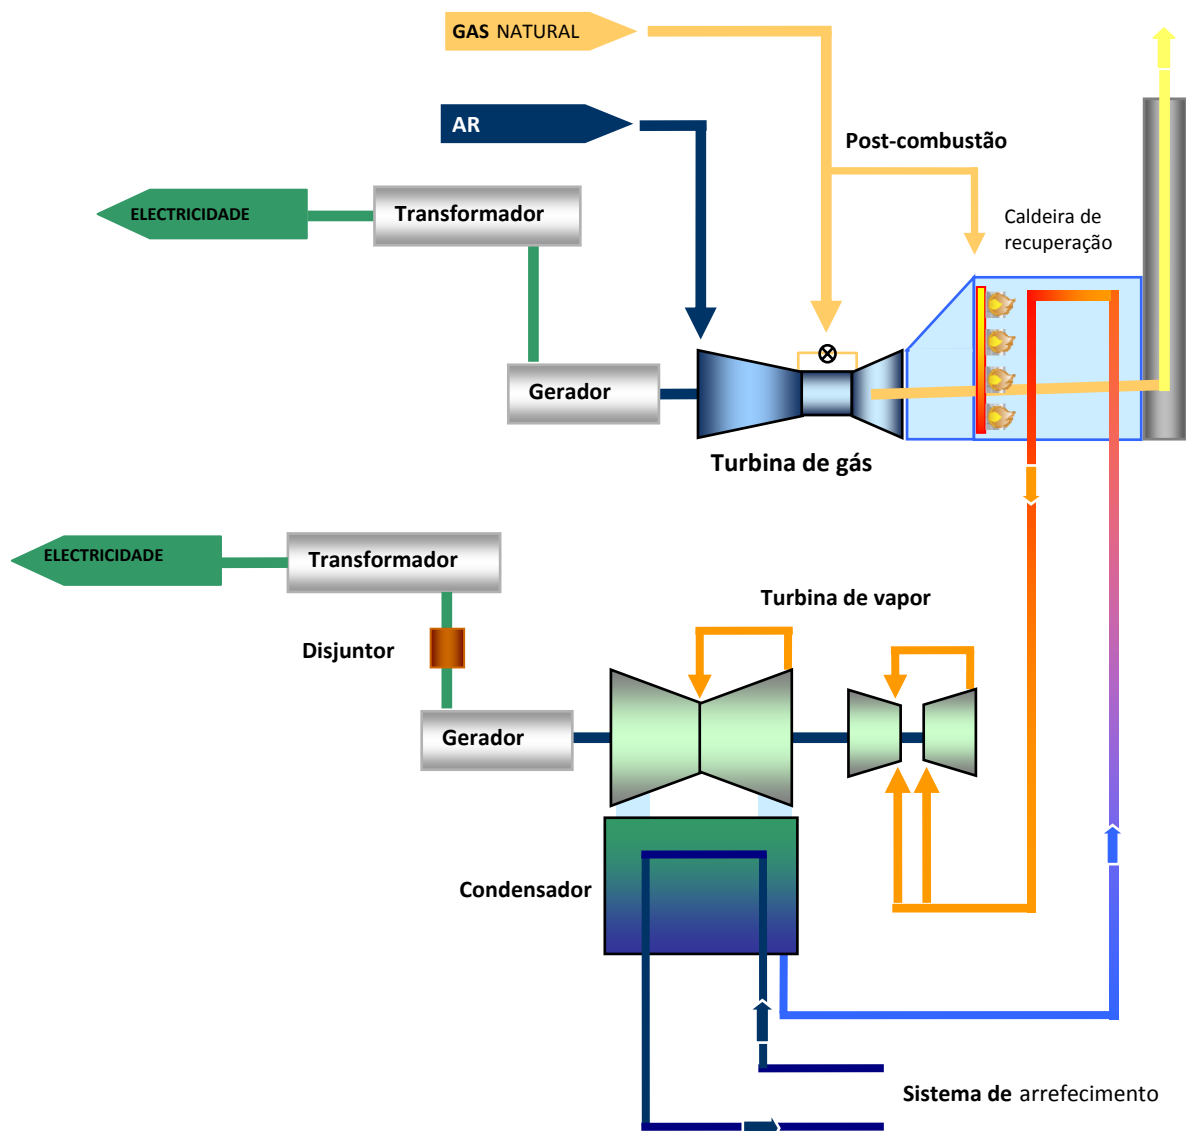 GAS NATURAL
AR
Post-combustão
ELECTRICIDADE
Transformador
Caldeira de
recuperação
Gerador
Turbina de gás
ELECTRICIDADE
Transformador
Turbina de vapor
Disjuntor
Gerador
Condensador
Sistema de arrefecimento